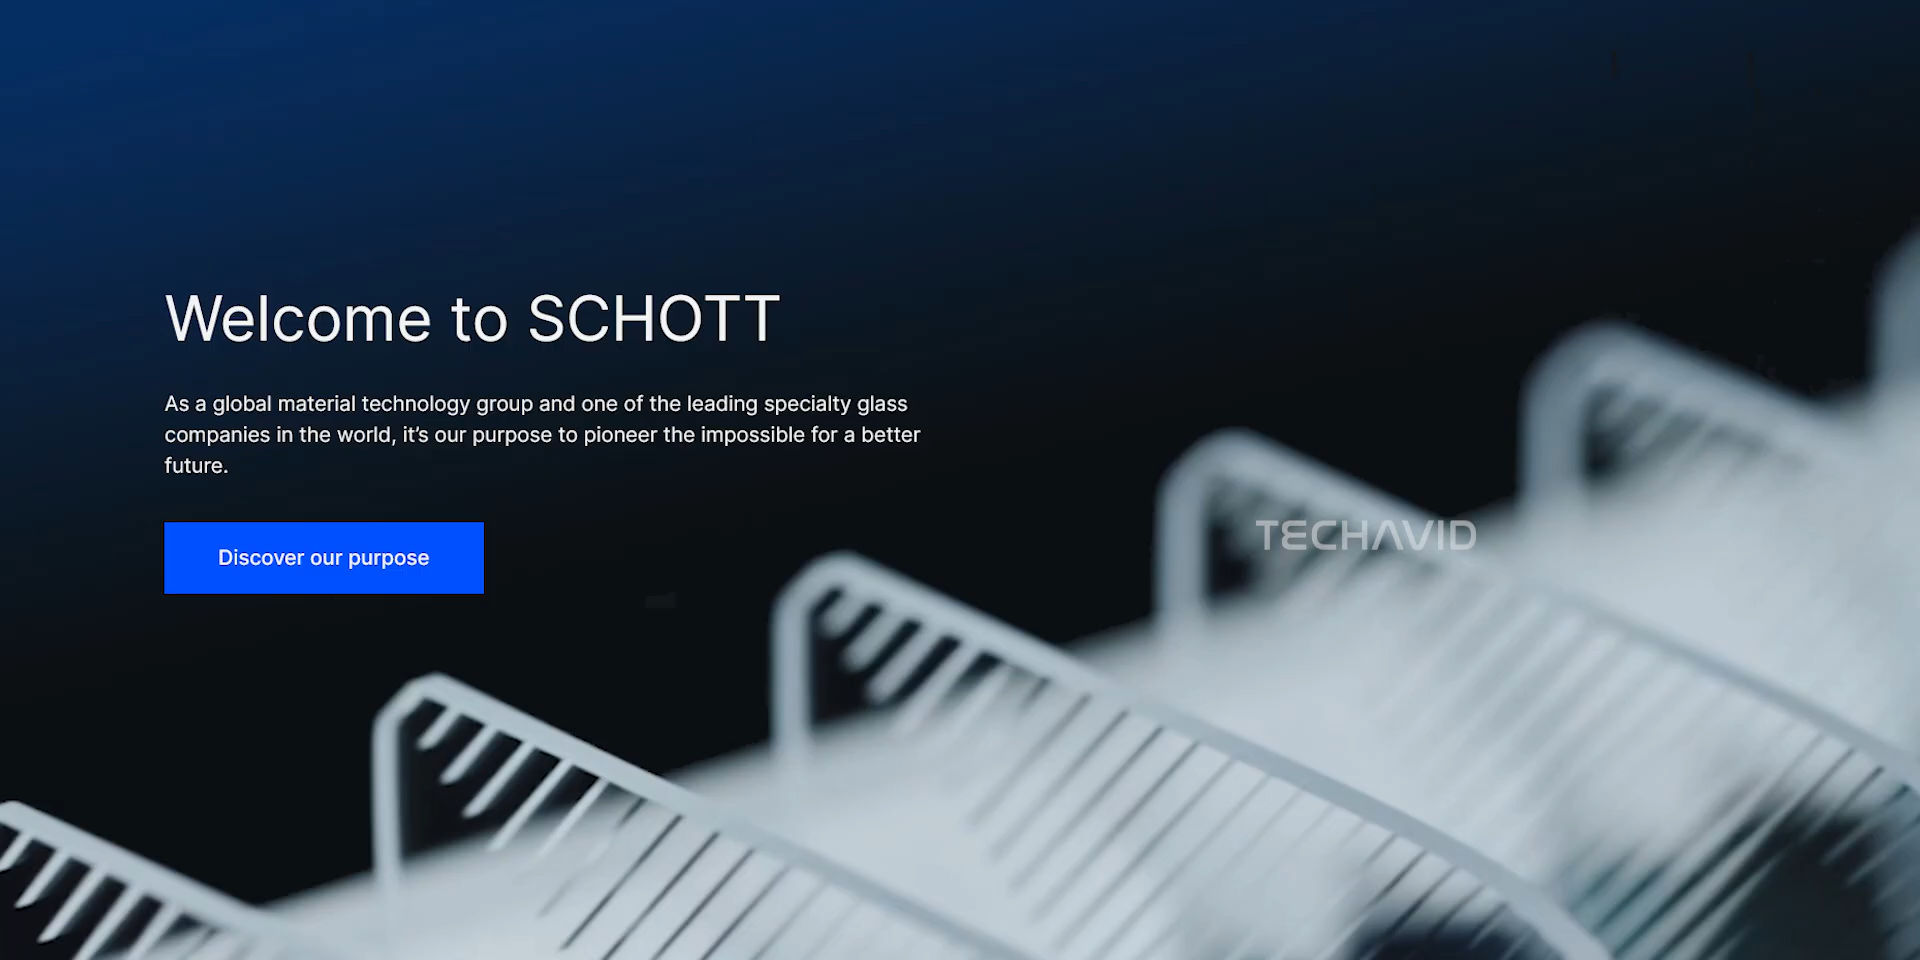 Welcome to SCHOTT
As a global material technology group and one of the leading specialty glass
companies in the world, it’s our purpose to pioneer the impossible for a better
future.
Discover our purpose
TECHAVID